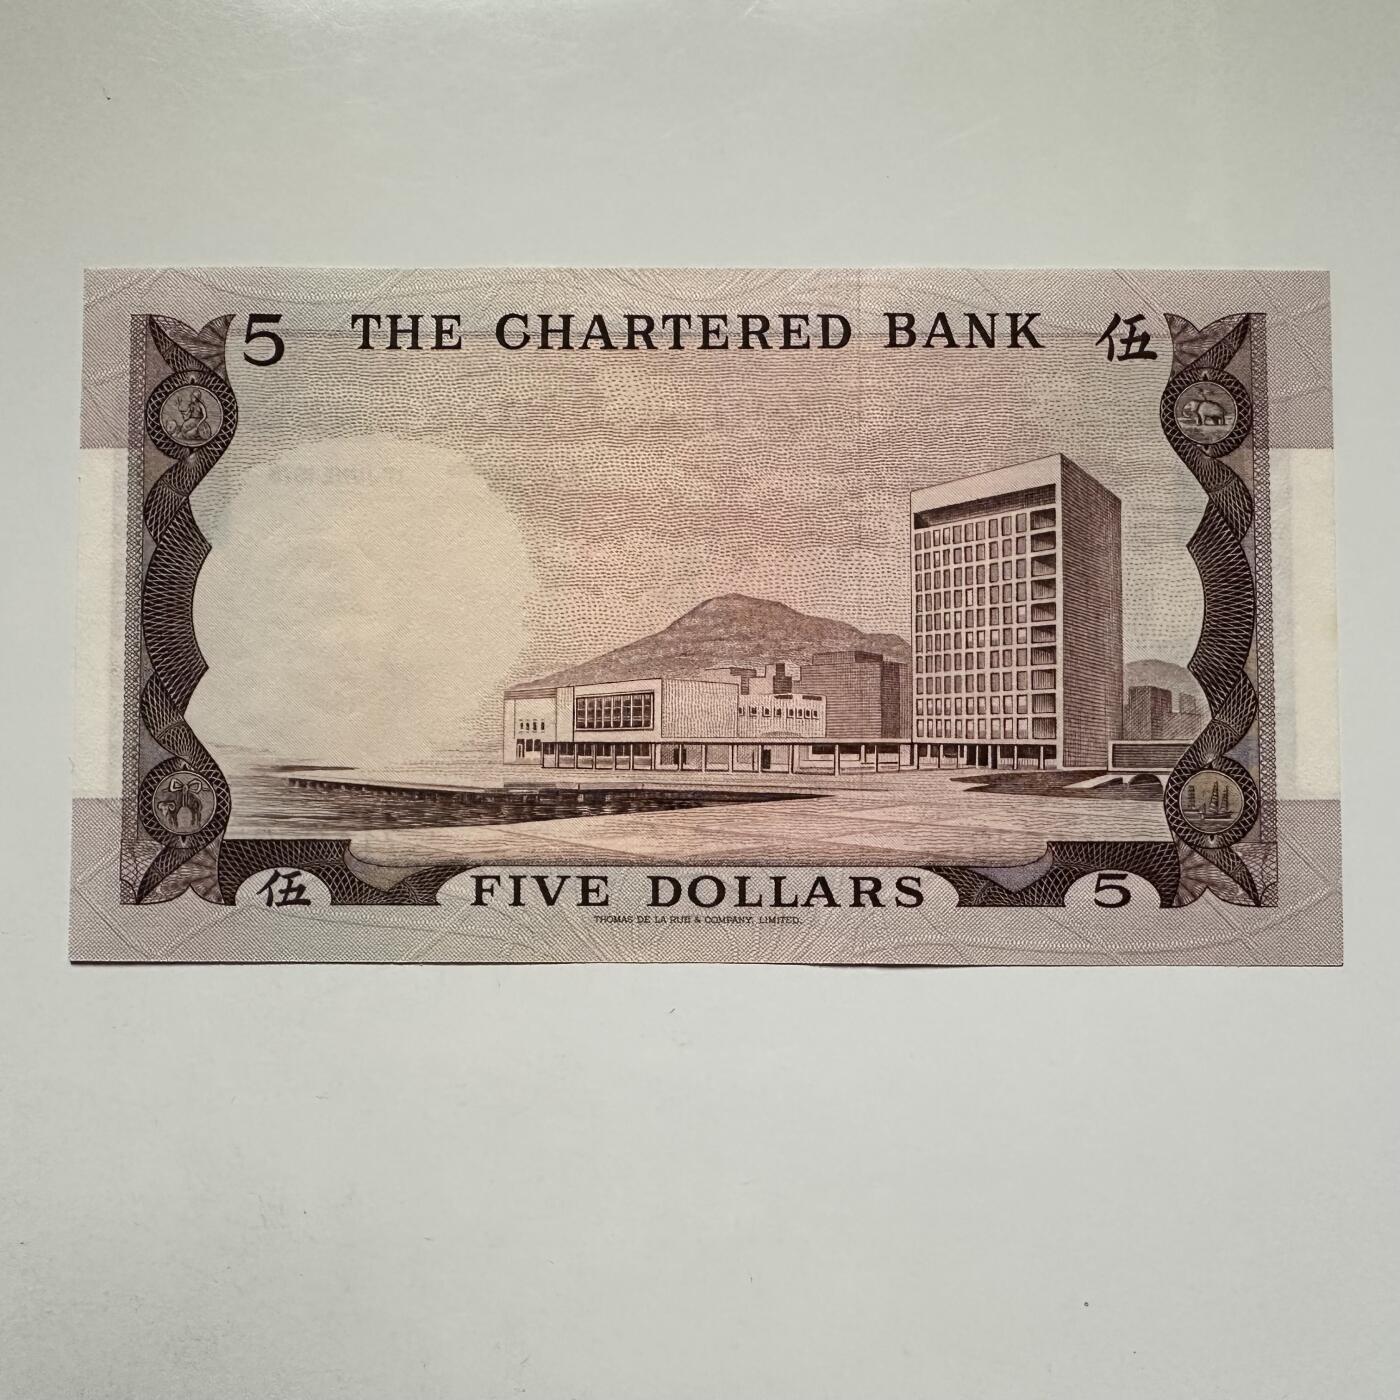 5 THE CHARTERED BANK 伍
伍 FIVE DOLLARS 5
THOMAS DE LA RUE & COMPANY, LIMITED.